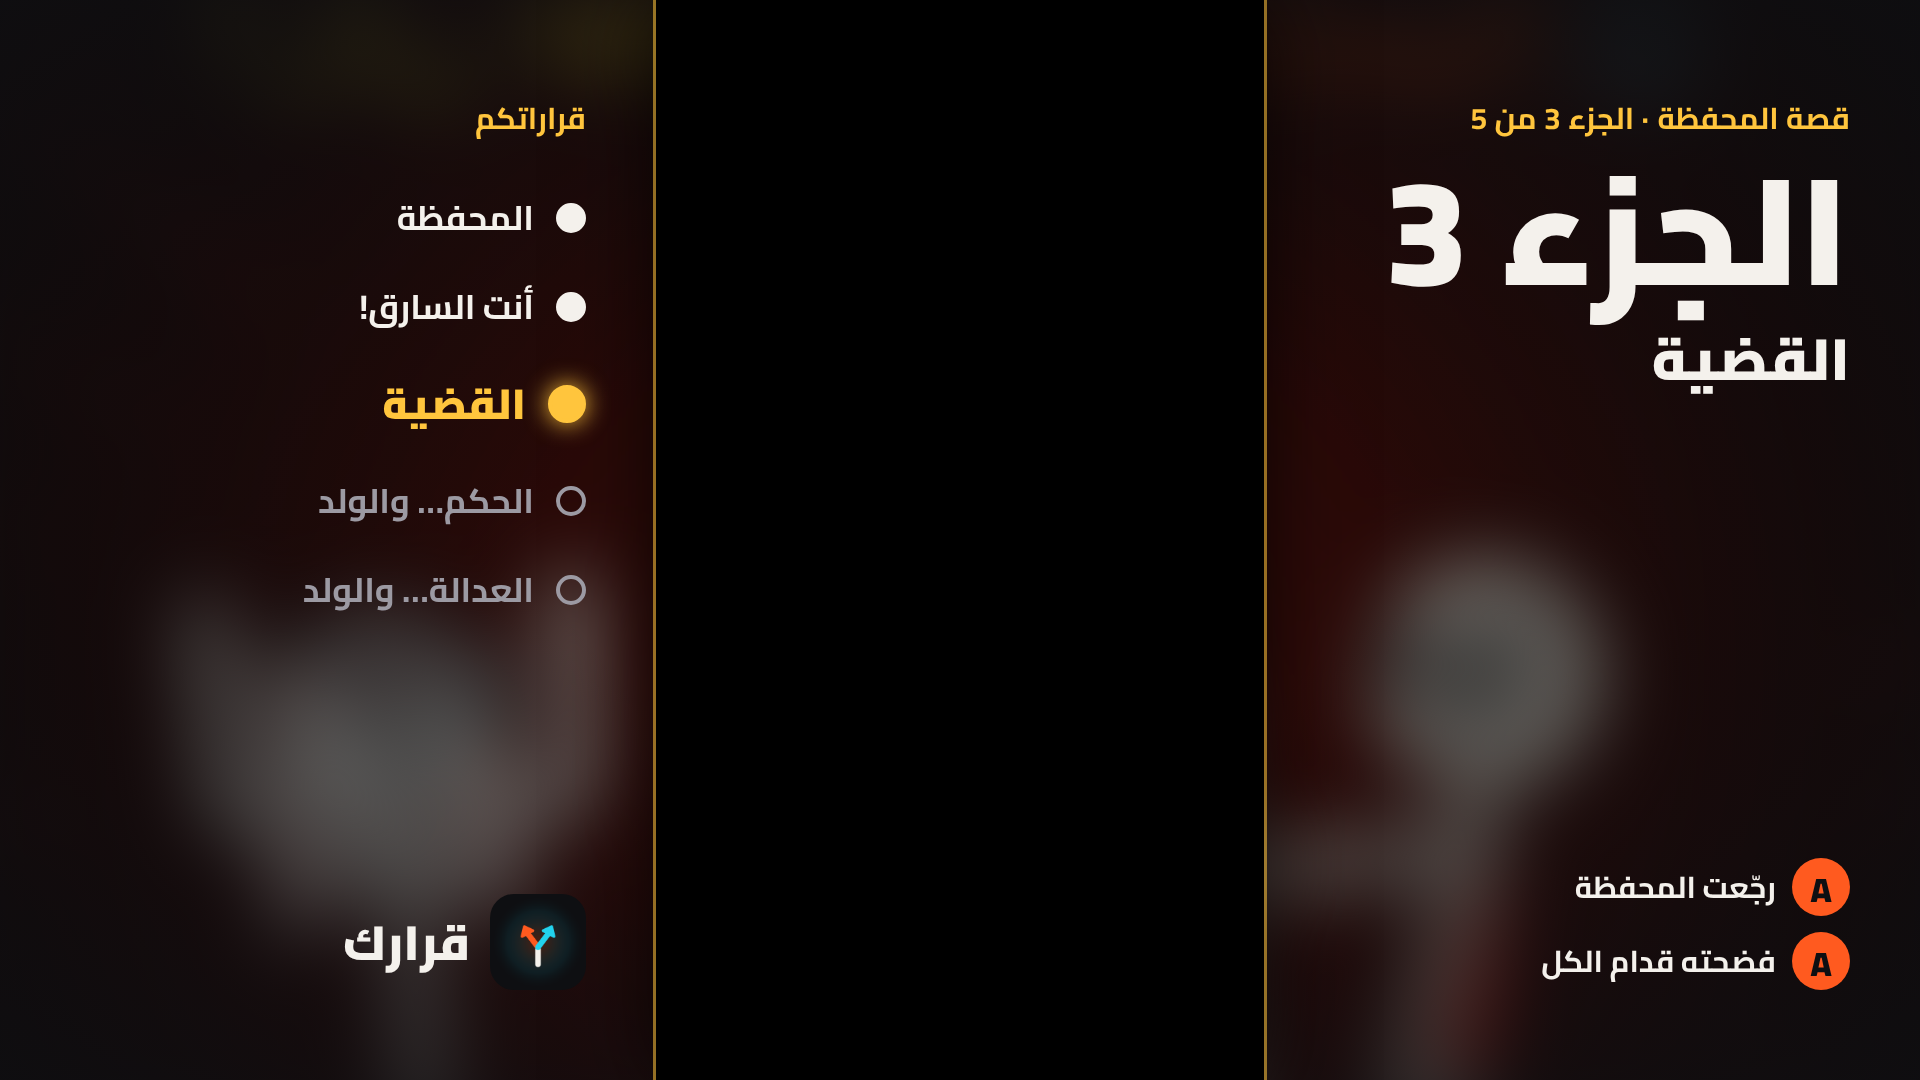 قصة المحفظة · الجزء 3 من 5
الجزء 3
القضية
A رجّعت المحفظة
A فضحته قدام الكل
قراراتكم
المحفظة
أنت السارق!
القضية
الحكم... والولد
العدالة... والولد
قرارك